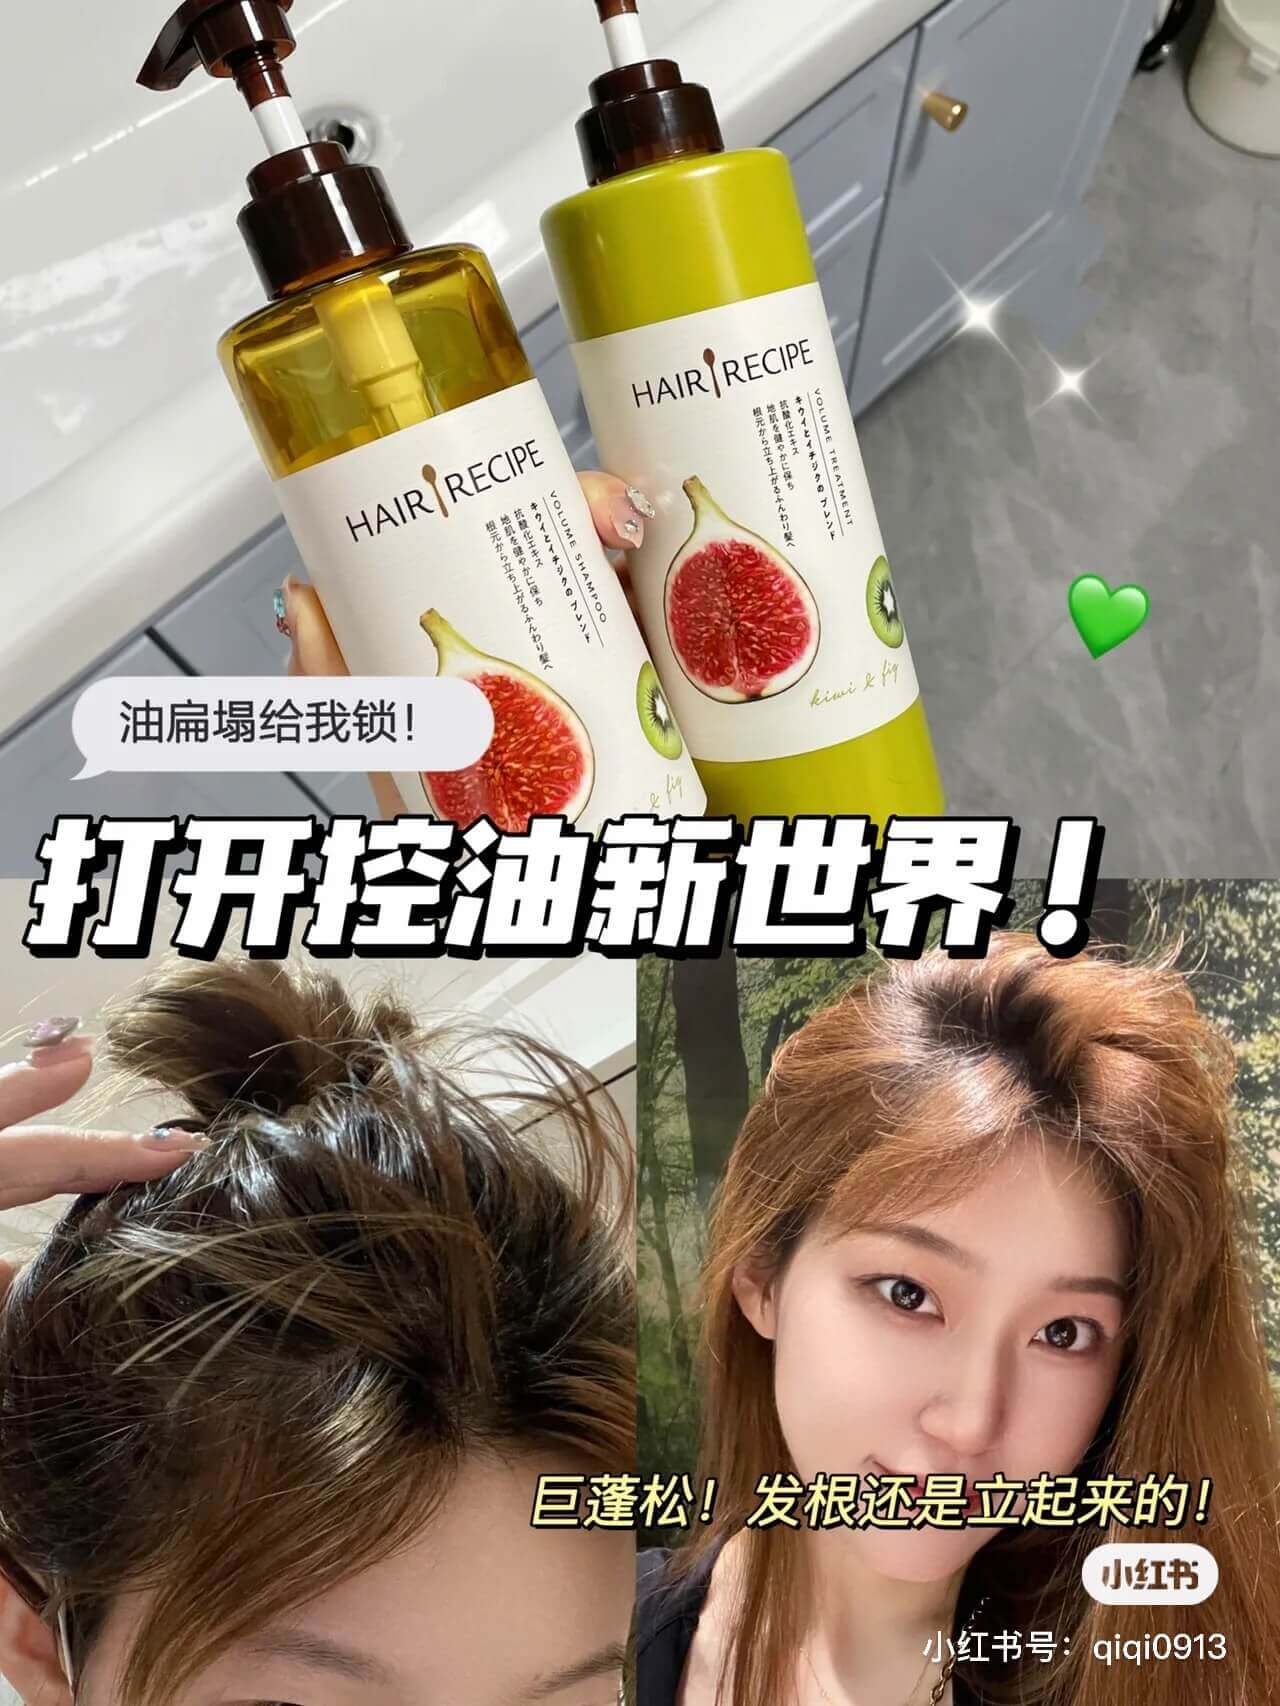 HAIR RECIPE
VOLUME SHAMPOO
キウイとイチジクのブレンド
抗酸化エキス
地肌を健やかに保ち
根元から立ち上がるふんわり髪へ
& fig
HAIR RECIPE
VOLUME TREATMENT
キウイとイチジクのブレンド
抗酸化エキス
地肌を健やかに保ち
根元から立ち上がるふんわり髪へ
kiwi & fig
油扁塌给我锁！
打开控油新世界！
巨蓬松！发根还是立起来的！
小红书
小红书号：qiqi0913